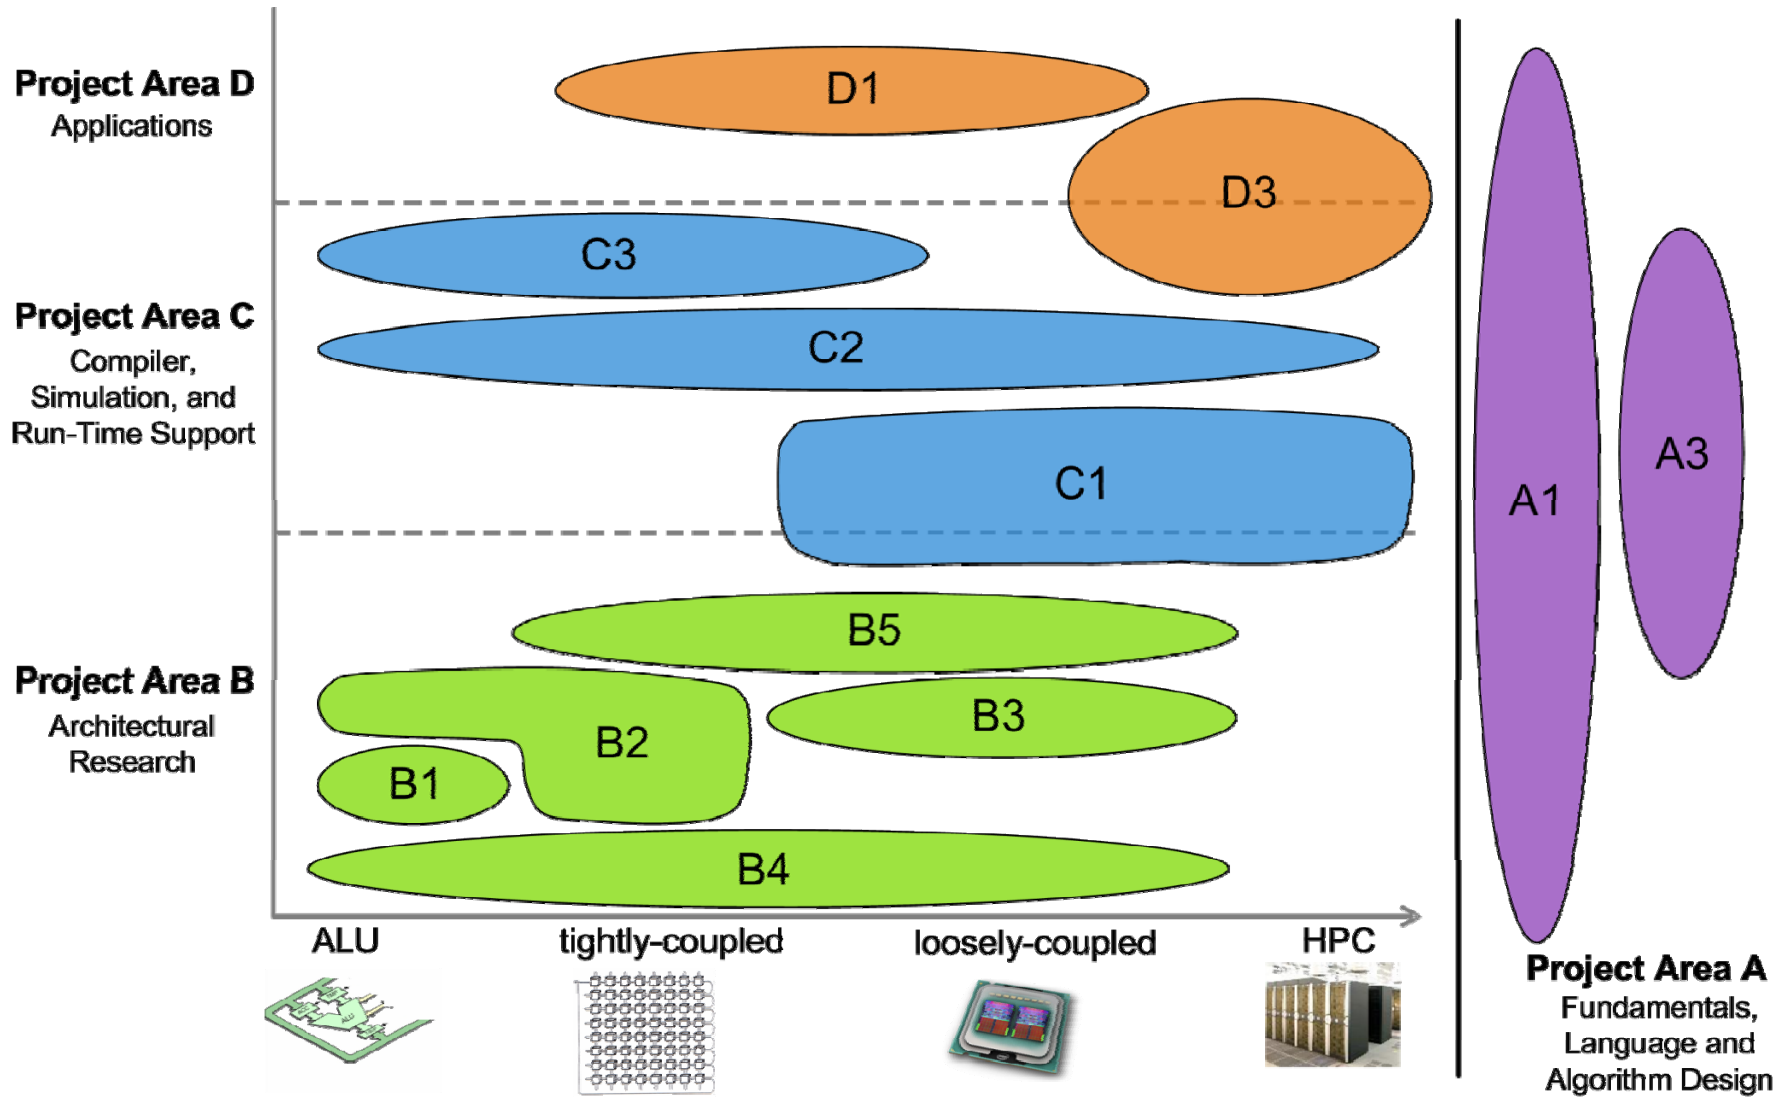 Project Area D
Applications
D1
D3
C3
Project Area C
Compiler,
Simulation, and
Run-Time Support
C2
C1
A1
A3
B5
Project Area B
Architectural
Research
B2
B3
B1
B4
ALU
tightly-coupled
loosely-coupled
HPC
ALU
Project Area A
Fundamentals,
Language and
Algorithm Design